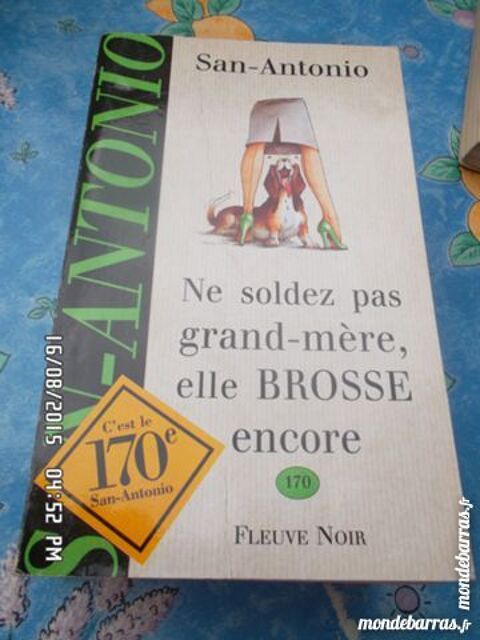 SAN-ANTONIO
San-Antonio
Ne soldez pas
grand-mère,
elle BROSSE
encore
170
FLEUVE NOIR
C'est le
170e
San-Antonio
16/08/2015 04:52 PM
mondebarras.fr
mondebarras.fr